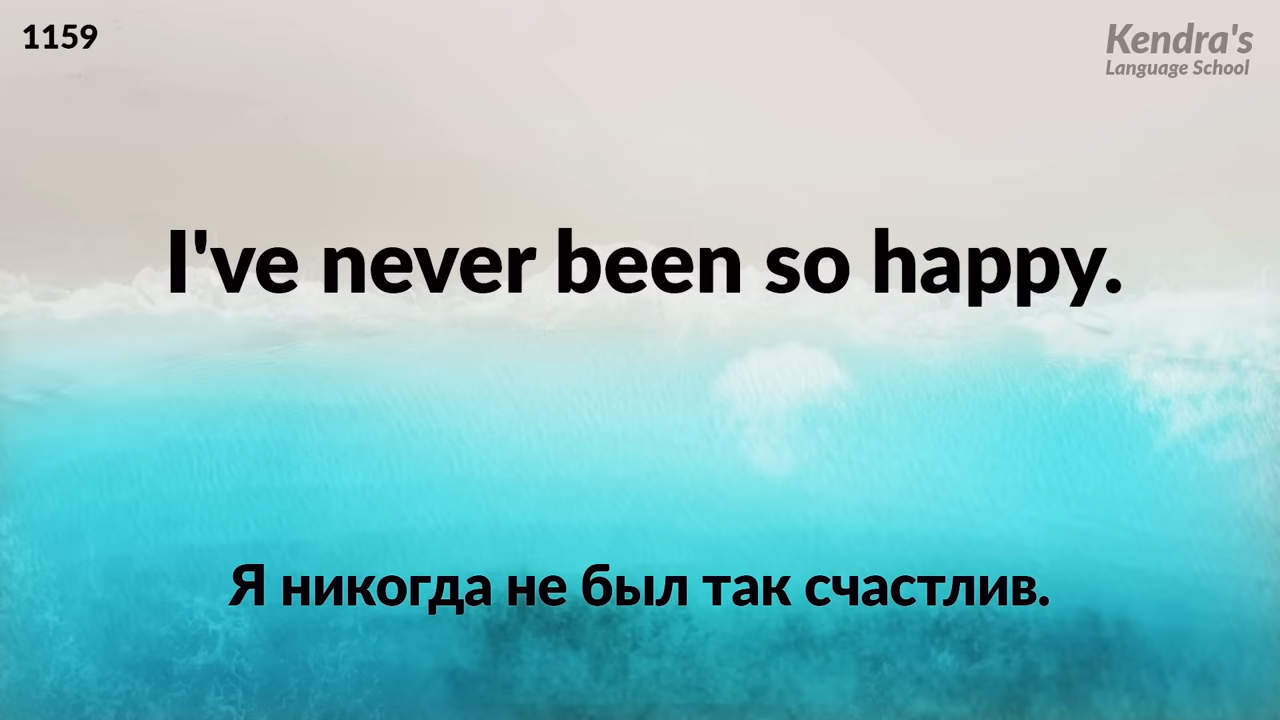 1159
Kendra's
Language School
I've never been so happy.
Я никогда не был так счастлив.